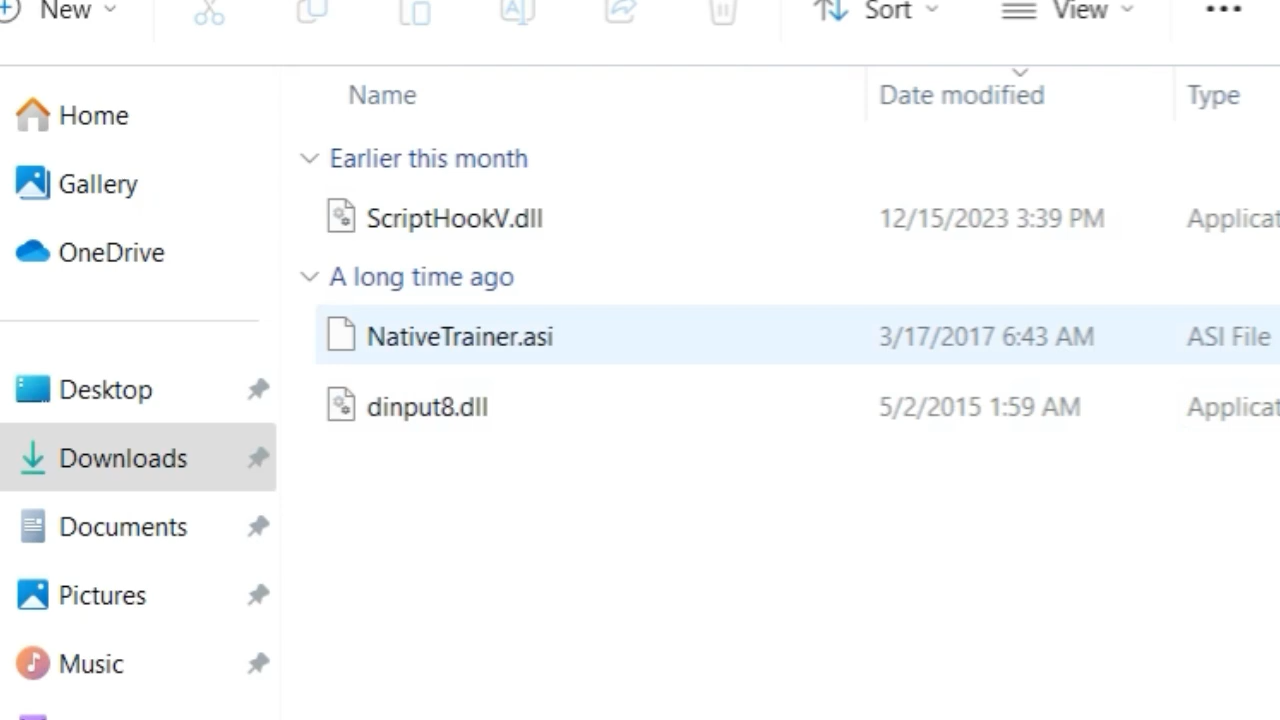 New
Sort
View
Name
Date modified
Type
Home
Gallery
OneDrive
Desktop
Downloads
Documents
Pictures
Music
Earlier this month
ScriptHookV.dll 12/15/2023 3:39 PM Applicat
A long time ago
NativeTrainer.asi 3/17/2017 6:43 AM ASI File
dinput8.dll 5/2/2015 1:59 AM Applicat